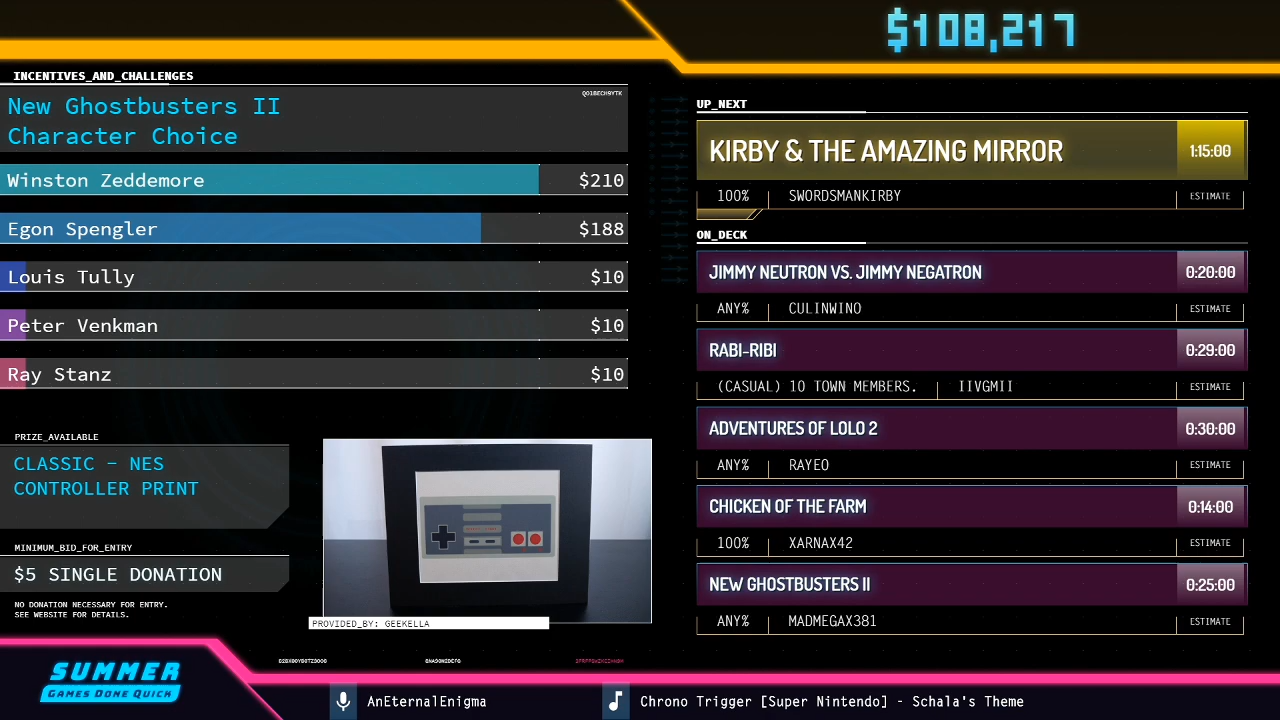 $108,217
INCENTIVES_AND_CHALLENGES
New Ghostbusters II
Character Choice
Winston Zeddemore $210
Egon Spengler $188
Louis Tully $10
Peter Venkman $10
Ray Stanz $10
PRIZE_AVAILABLE
CLASSIC - NES
CONTROLLER PRINT
MINIMUM_BID_FOR_ENTRY
$5 SINGLE DONATION
NO DONATION NECESSARY FOR ENTRY.
SEE WEBSITE FOR DETAILS.
PROVIDED_BY: GEEKELLA
UP_NEXT
KIRBY & THE AMAZING MIRROR 1:15:00
100% SWORDSMANKIRBY ESTIMATE
ON_DECK
JIMMY NEUTRON VS. JIMMY NEGATRON 0:20:00
ANY% CULINWINO ESTIMATE
RABI-RIBI 0:29:00
(CASUAL) 10 TOWN MEMBERS. IIVGMII ESTIMATE
ADVENTURES OF LOLO 2 0:30:00
ANY% RAYEO ESTIMATE
CHICKEN OF THE FARM 0:14:00
100% XARNAX42 ESTIMATE
NEW GHOSTBUSTERS II 0:25:00
ANY% MADMEGAX381 ESTIMATE
SUMMER
GAMES DONE QUICK
AnEternalEnigma
Chrono Trigger [Super Nintendo] - Schala's Theme